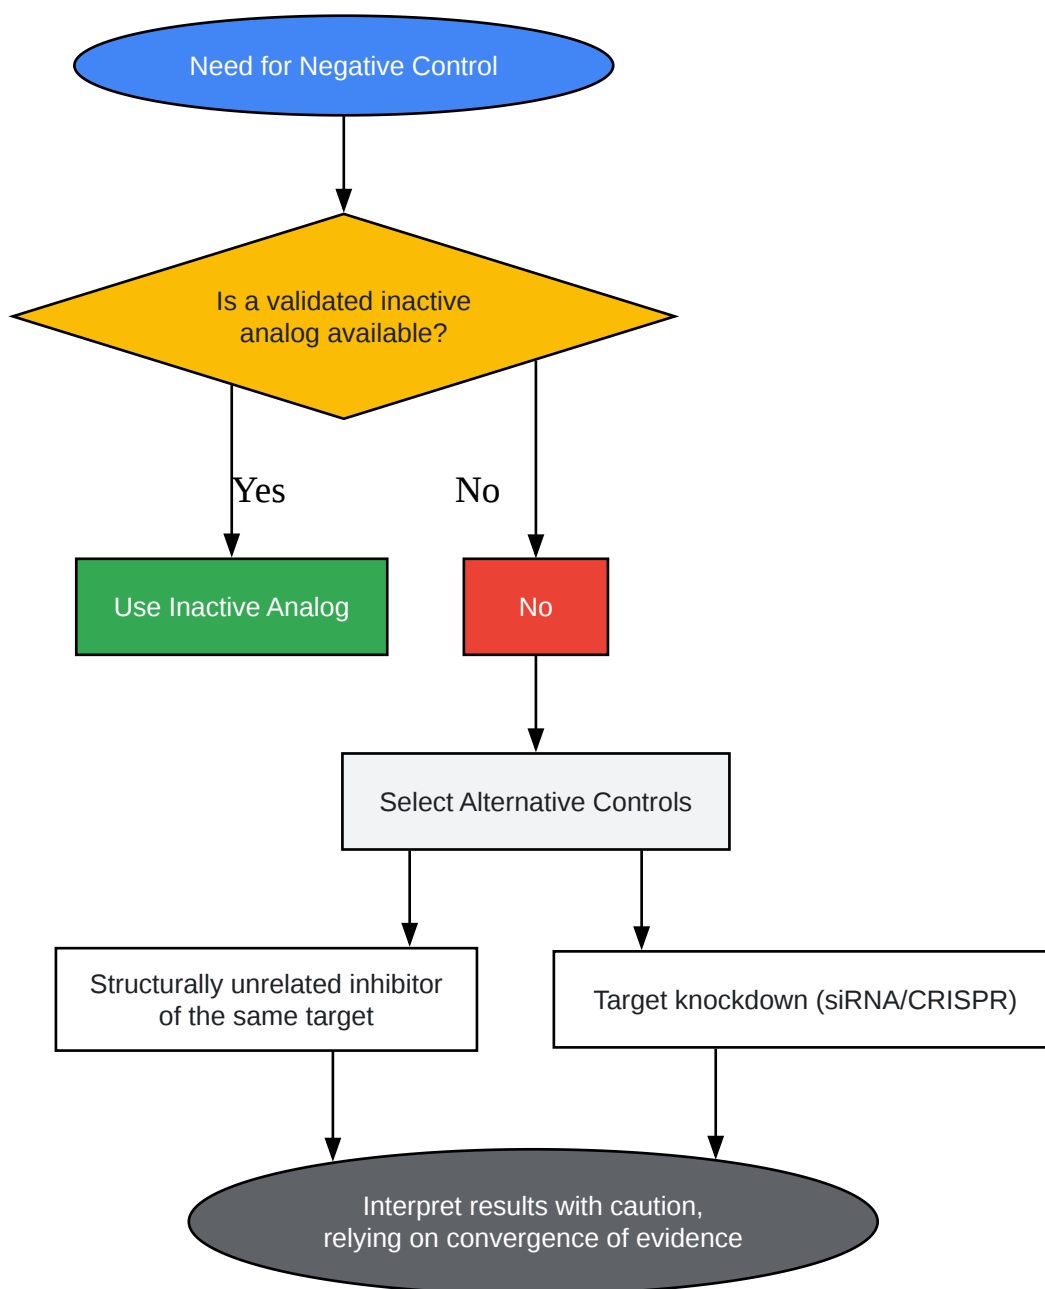 Need for Negative Control
Is a validated inactive
analog available?
Yes
No
Use Inactive Analog
No
Select Alternative Controls
Structurally unrelated inhibitor
of the same target
Target knockdown (siRNA/CRISPR)
Interpret results with caution,
relying on convergence of evidence